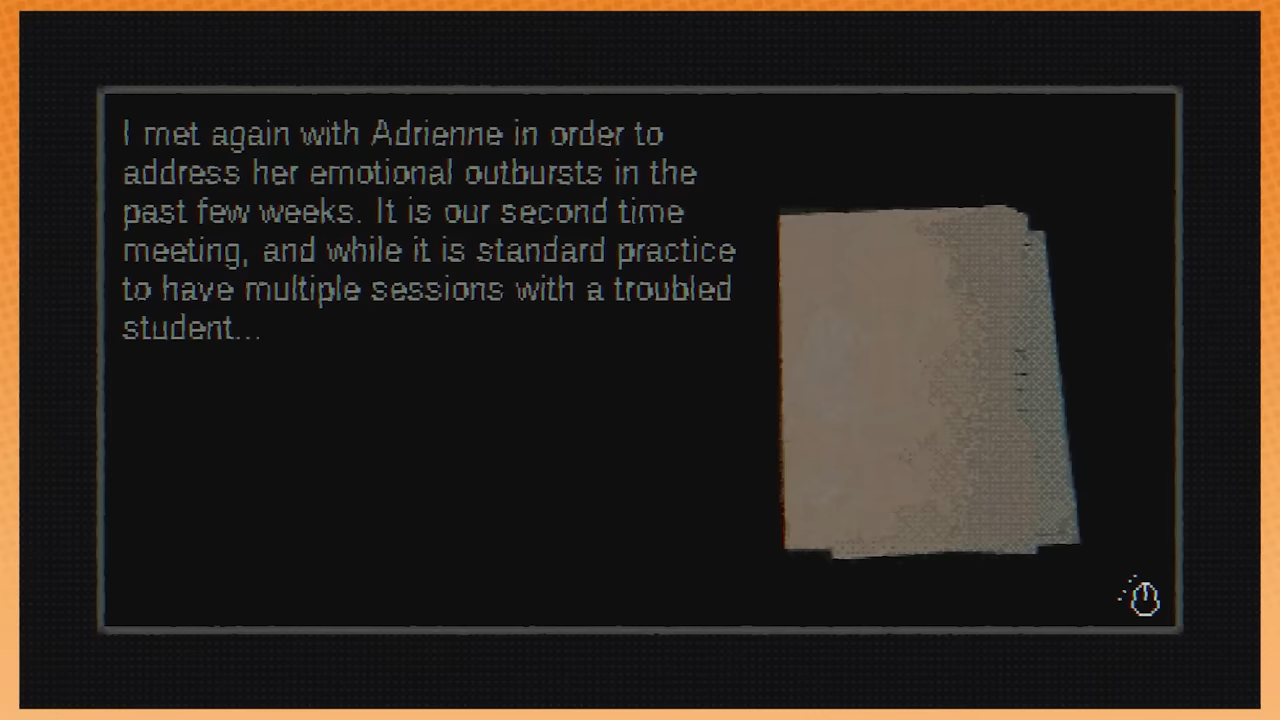 I met again with Adrienne in order to
address her emotional outbursts in the
past few weeks. It is our second time
meeting, and while it is standard practice
to have multiple sessions with a troubled
student...